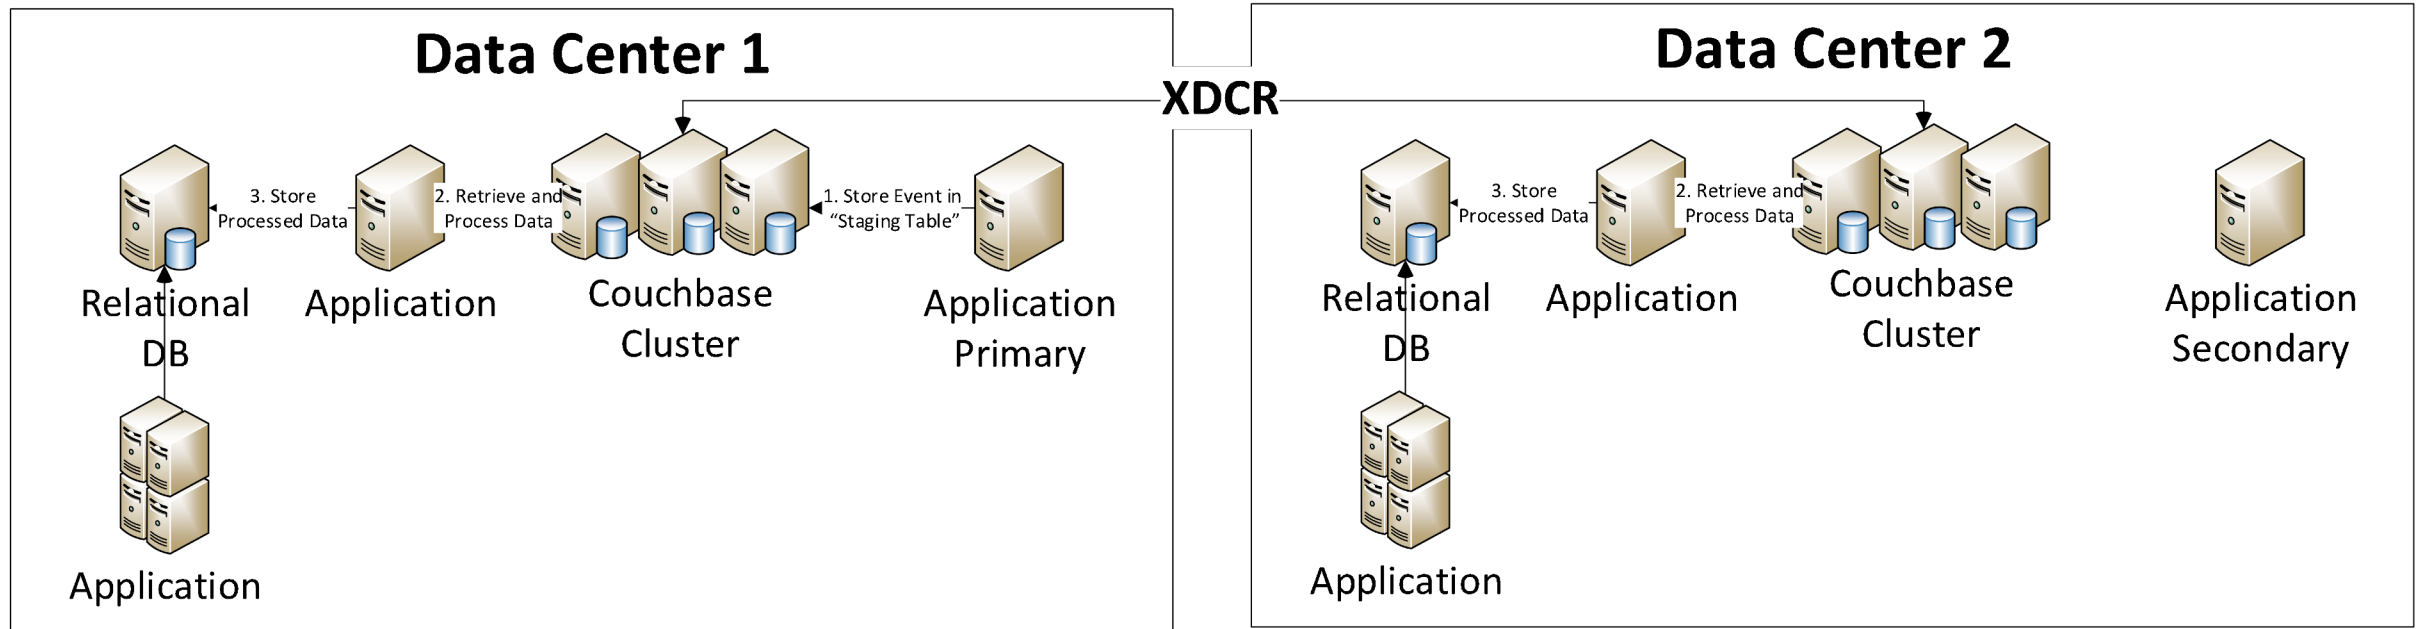 Data Center 1
Data Center 2
XDCR
3. Store
Processed Data
2. Retrieve and
Process Data
1. Store Event in
“Staging Table”
Relational
DB
Application
Couchbase
Cluster
Application
Primary
Application
3. Store
Processed Data
2. Retrieve and
Process Data
Relational
DB
Application
Couchbase
Cluster
Application
Secondary
Application